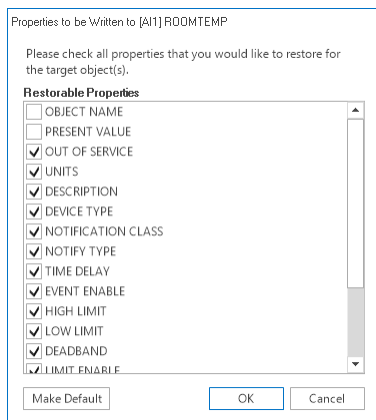 Properties to be Written to [AI1] ROOMTEMP
Please check all properties that you would like to restore for
the target object(s).
Restorable Properties
OBJECT NAME
PRESENT VALUE
OUT OF SERVICE
UNITS
DESCRIPTION
DEVICE TYPE
NOTIFICATION CLASS
NOTIFY TYPE
TIME DELAY
EVENT ENABLE
HIGH LIMIT
LOW LIMIT
DEADBAND
LIMIT ENABLE
Make Default
OK
Cancel